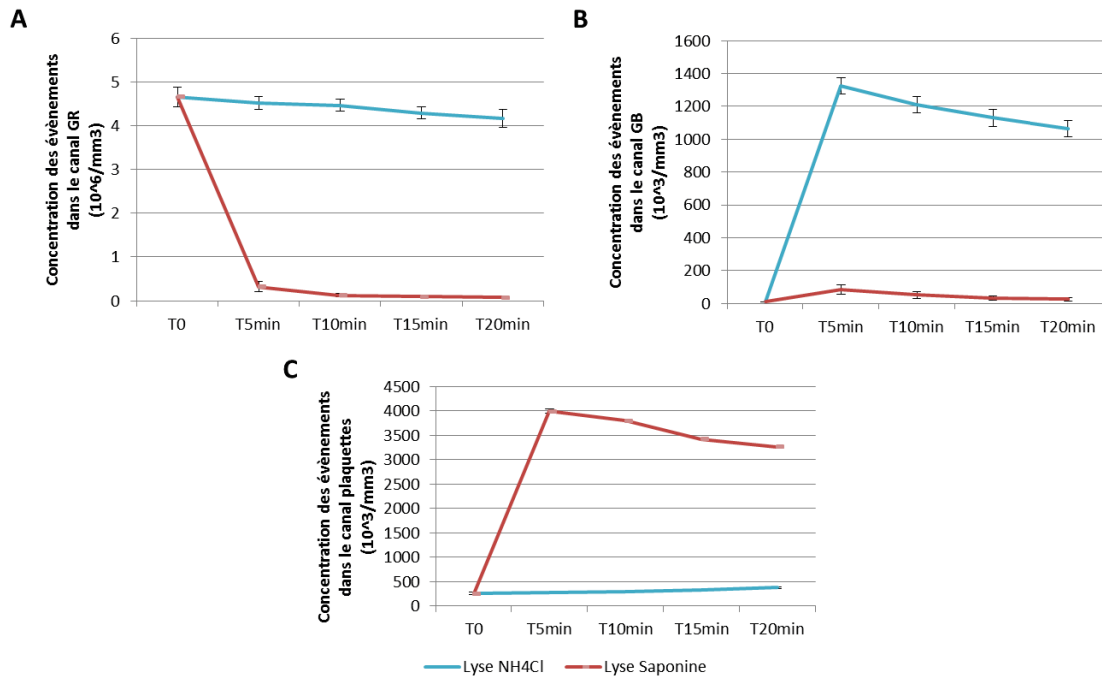 A
Concentration des évènements
dans le canal GR
(10^6/mm3)
6
5
4
3
2
1
0
T0 T5min T10min T15min T20min
B
Concentration des évènements
dans le canal GB
(10^3/mm3)
1600
1400
1200
1000
800
600
400
200
0
T0 T5min T10min T15min T20min
C
Concentration des évènements
dans le canal plaquettes
(10^3/mm3)
4500
4000
3500
3000
2500
2000
1500
1000
500
0
T0 T5min T10min T15min T20min
Lyse NH4Cl Lyse Saponine